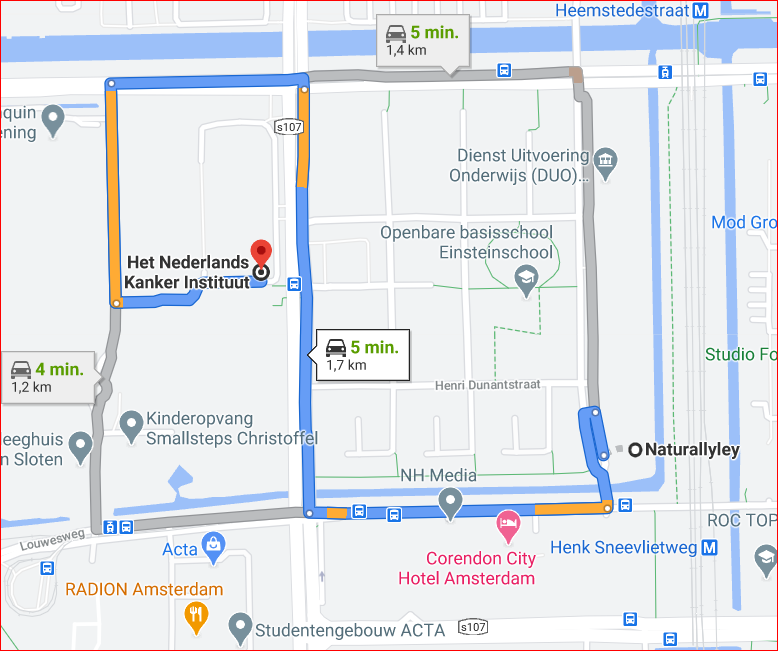 Heemstedestraat M
5 min.
1,4 km
quin
ening
s107
Dienst Uitvoering
Onderwijs (DUO)...
Mod Gro
Openbare basisschool
Einsteinschool
Het Nederlands
Kanker Instituut
5 min.
1,7 km
Studio Fo
4 min.
1,2 km
Henri Dunantstraat
Kinderopvang
Smallsteps Christoffel
eeghuis
n Sloten
Naturallyley
NH Media
ROC TOP
Louwesweg
Acta
Henk Sneevlietweg M
Corendon City
Hotel Amsterdam
RADION Amsterdam
Studentengebouw ACTA
s107